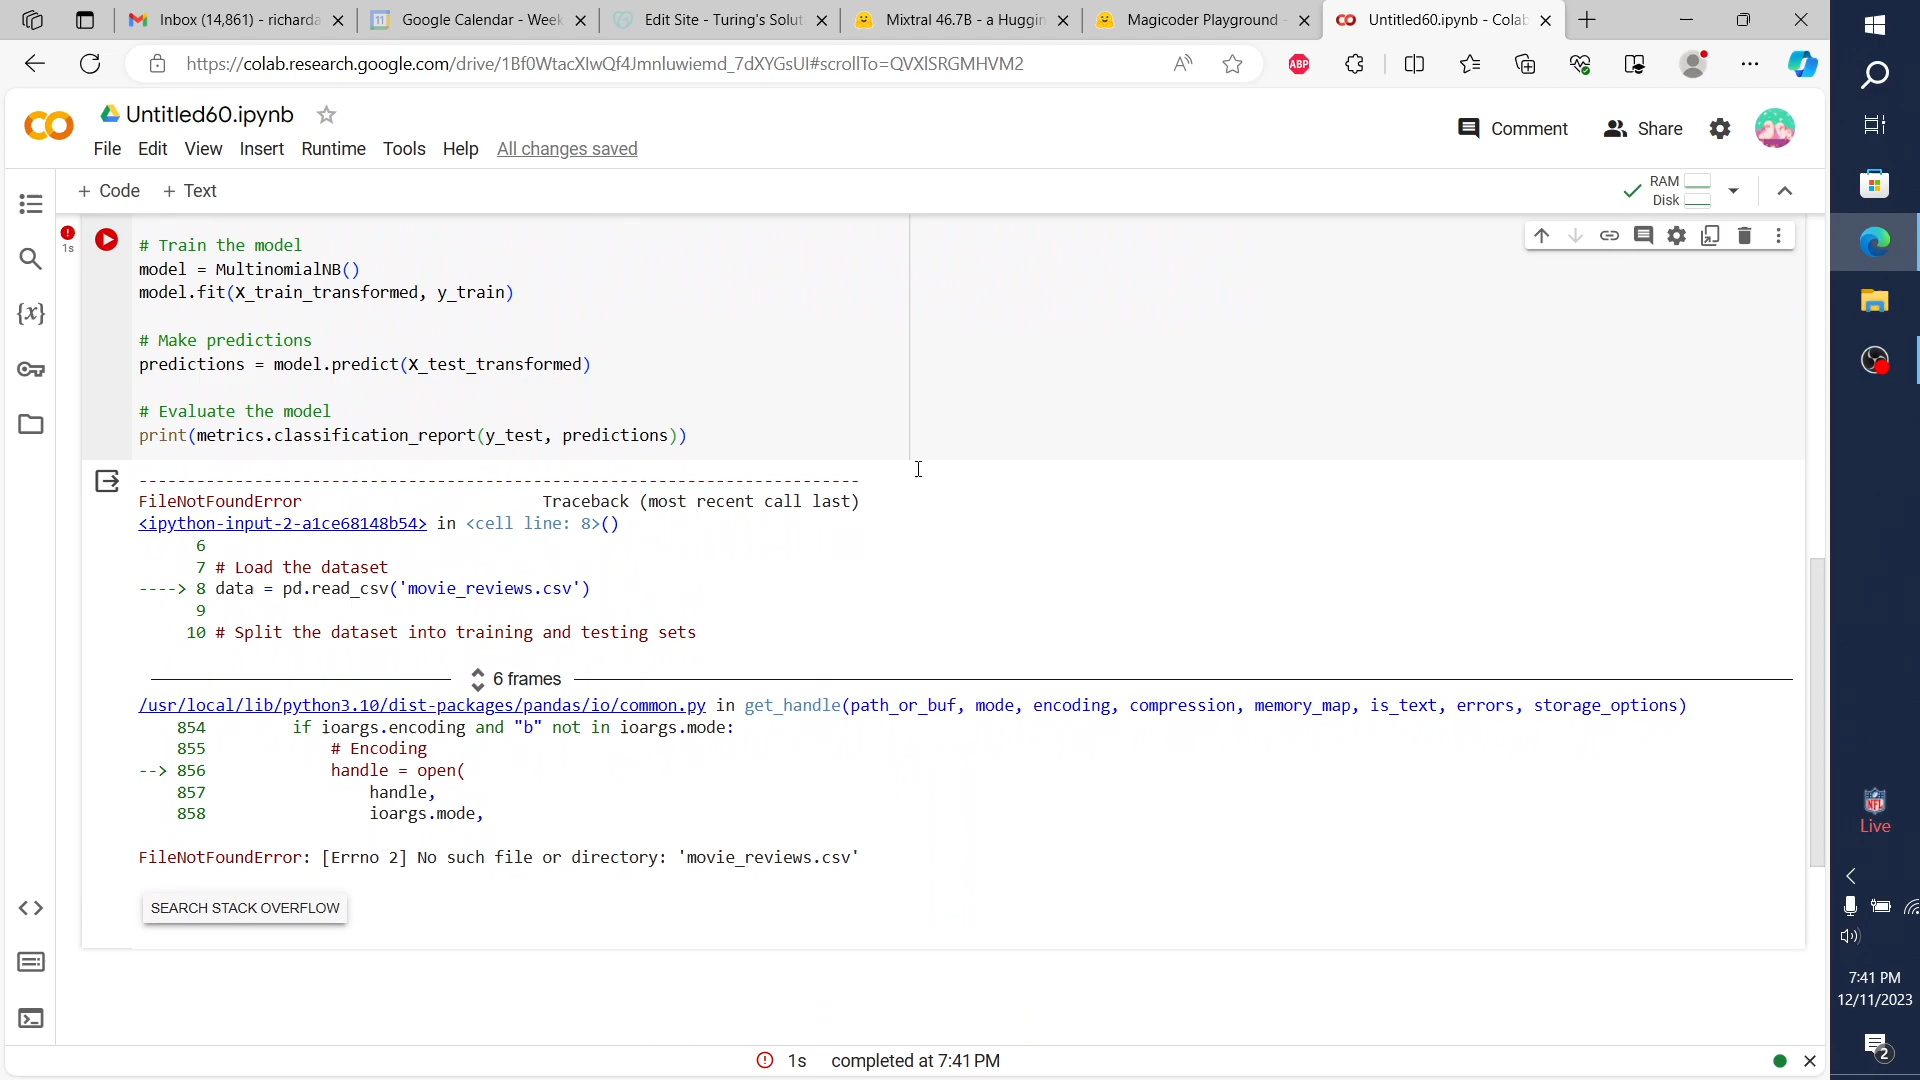 Inbox (14,861) - richarda
Google Calendar - Week
Edit Site - Turing's Solut
Mixtral 46.7B - a Huggin
Magicoder Playground -
Untitled60.ipynb - Colab
https://colab.research.google.com/drive/1Bf0WtacXlwQf4Jmnluwiemd_7dXYGsUI#scrollTo=QVXlSRGMHVM2
ABP
Untitled60.ipynb
Comment
Share
File Edit View Insert Runtime Tools Help All changes saved
+ Code + Text
RAM
Disk
1s
# Train the model
model = MultinomialNB()
model.fit(X_train_transformed, y_train)
# Make predictions
predictions = model.predict(X_test_transformed)
# Evaluate the model
print(metrics.classification_report(y_test, predictions))
---------------------------------------------------------------------------
FileNotFoundError Traceback (most recent call last)
<ipython-input-2-a1ce68148b54> in <cell line: 8>()
6
7 # Load the dataset
----> 8 data = pd.read_csv('movie_reviews.csv')
9
10 # Split the dataset into training and testing sets
6 frames
/usr/local/lib/python3.10/dist-packages/pandas/io/common.py in get_handle(path_or_buf, mode, encoding, compression, memory_map, is_text, errors, storage_options)
854 if ioargs.encoding and "b" not in ioargs.mode:
855 # Encoding
--> 856 handle = open(
857 handle,
858 ioargs.mode,
FileNotFoundError: [Errno 2] No such file or directory: 'movie_reviews.csv'
SEARCH STACK OVERFLOW
1s completed at 7:41 PM
NFL
Live
7:41 PM
12/11/2023
2